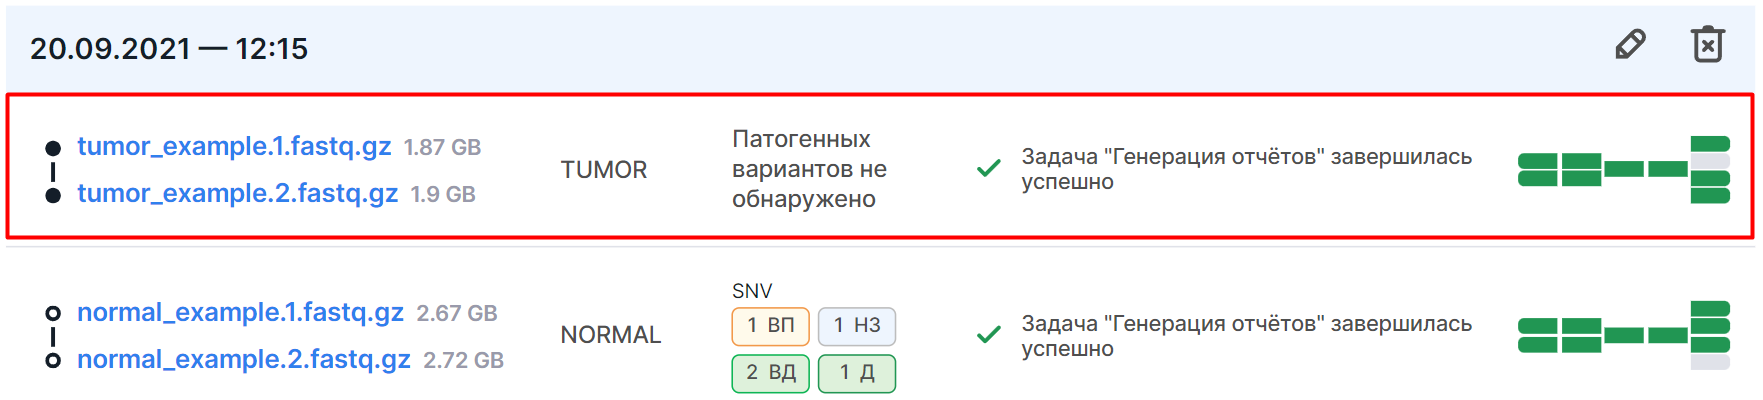 20.09.2021 — 12:15
tumor_example.1.fastq.gz 1.87 GB
tumor_example.2.fastq.gz 1.9 GB
TUMOR
Патогенных
вариантов не
обнаружено
Задача "Генерация отчётов" завершилась
успешно
normal_example.1.fastq.gz 2.67 GB
normal_example.2.fastq.gz 2.72 GB
NORMAL
SNV
1 ВП 1 НЗ
2 ВД 1 Д
Задача "Генерация отчётов" завершилась
успешно